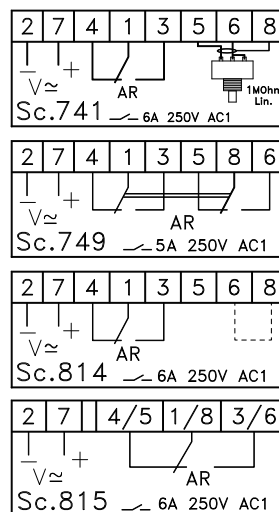 2 7 4 1 3 5 6 8
— V≃ + AR 1MOhm Lin.
Sc.741 6A 250V AC1
2 7 4 1 3 5 8 6
— V≃ + AR
Sc.749 5A 250V AC1
2 7 4 1 3 5 6 8
— V≃ + AR
Sc.814 6A 250V AC1
2 7 4/5 1/8 3/6
— V≃ + AR
Sc.815 6A 250V AC1